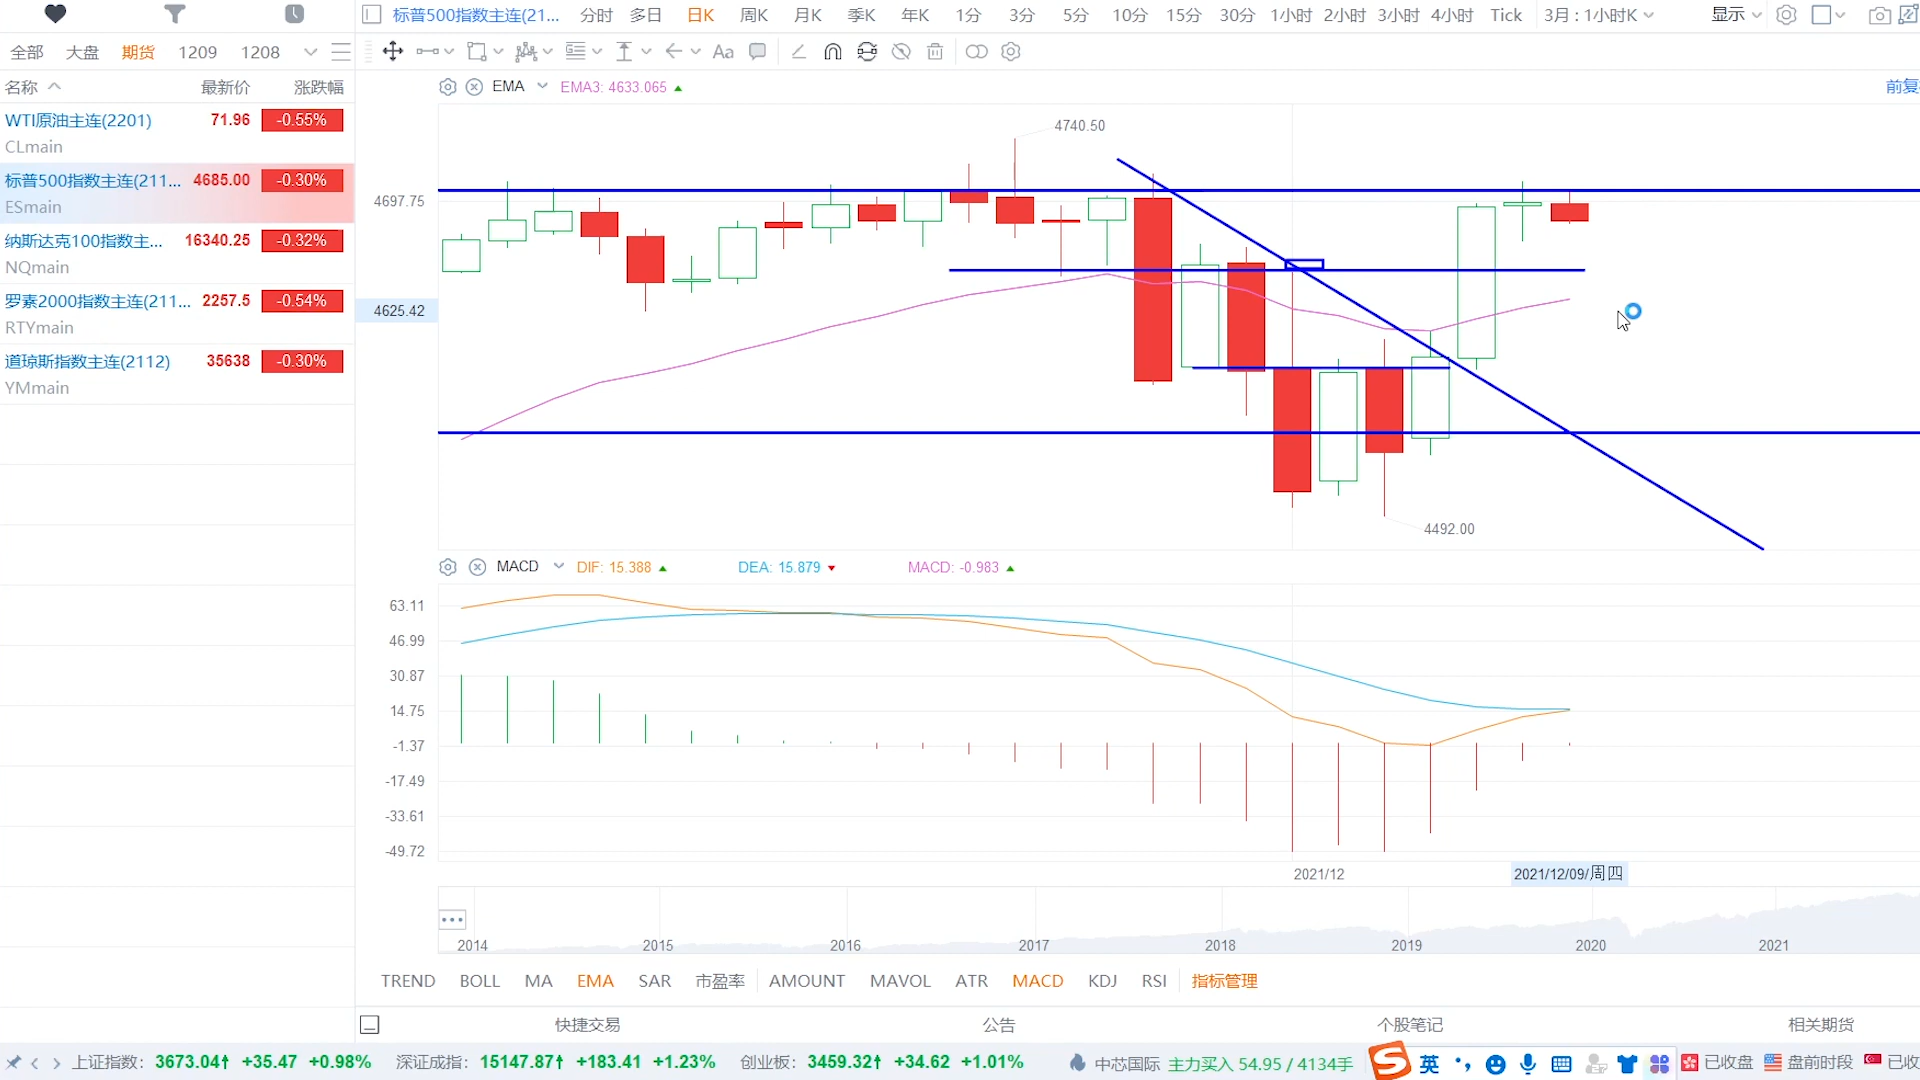 标普500指数主连(21... 分时 多日 日K 周K 月K 季K 年K 1分 3分 5分 10分 15分 30分 1小时 2小时 3小时 4小时 Tick 3月 : 1小时K 显示
全部 大盘 期货 1209 1208
Aa
名称 最新价 涨跌幅
EMA EMA3: 4633.065 前复
WTI原油主连(2201) 71.96 -0.55%
CLmain
标普500指数主连(211... 4685.00 -0.30%
ESmain
纳斯达克100指数主... 16340.25 -0.32%
NQmain
罗素2000指数主连(211... 2257.5 -0.54%
RTYmain
道琼斯指数主连(2112) 35638 -0.30%
YMmain
4740.50
4697.75
4625.42
4492.00
MACD DIF: 15.388 DEA: 15.879 MACD: -0.983
63.11
46.99
30.87
14.75
-1.37
-17.49
-33.61
-49.72
2021/12 2021/12/09/周四
2014 2015 2016 2017 2018 2019 2020 2021
TREND BOLL MA EMA SAR 市盈率 AMOUNT MAVOL ATR MACD KDJ RSI 指标管理
快捷交易 公告 个股笔记 相关期货
上证指数: 3673.04↑ +35.47 +0.98% 深证成指: 15147.87↑ +183.41 +1.23% 创业板: 3459.32↑ +34.62 +1.01% 中芯国际 主力买入 54.95 / 4134手 S 英 已收盘 盘前时段 已收